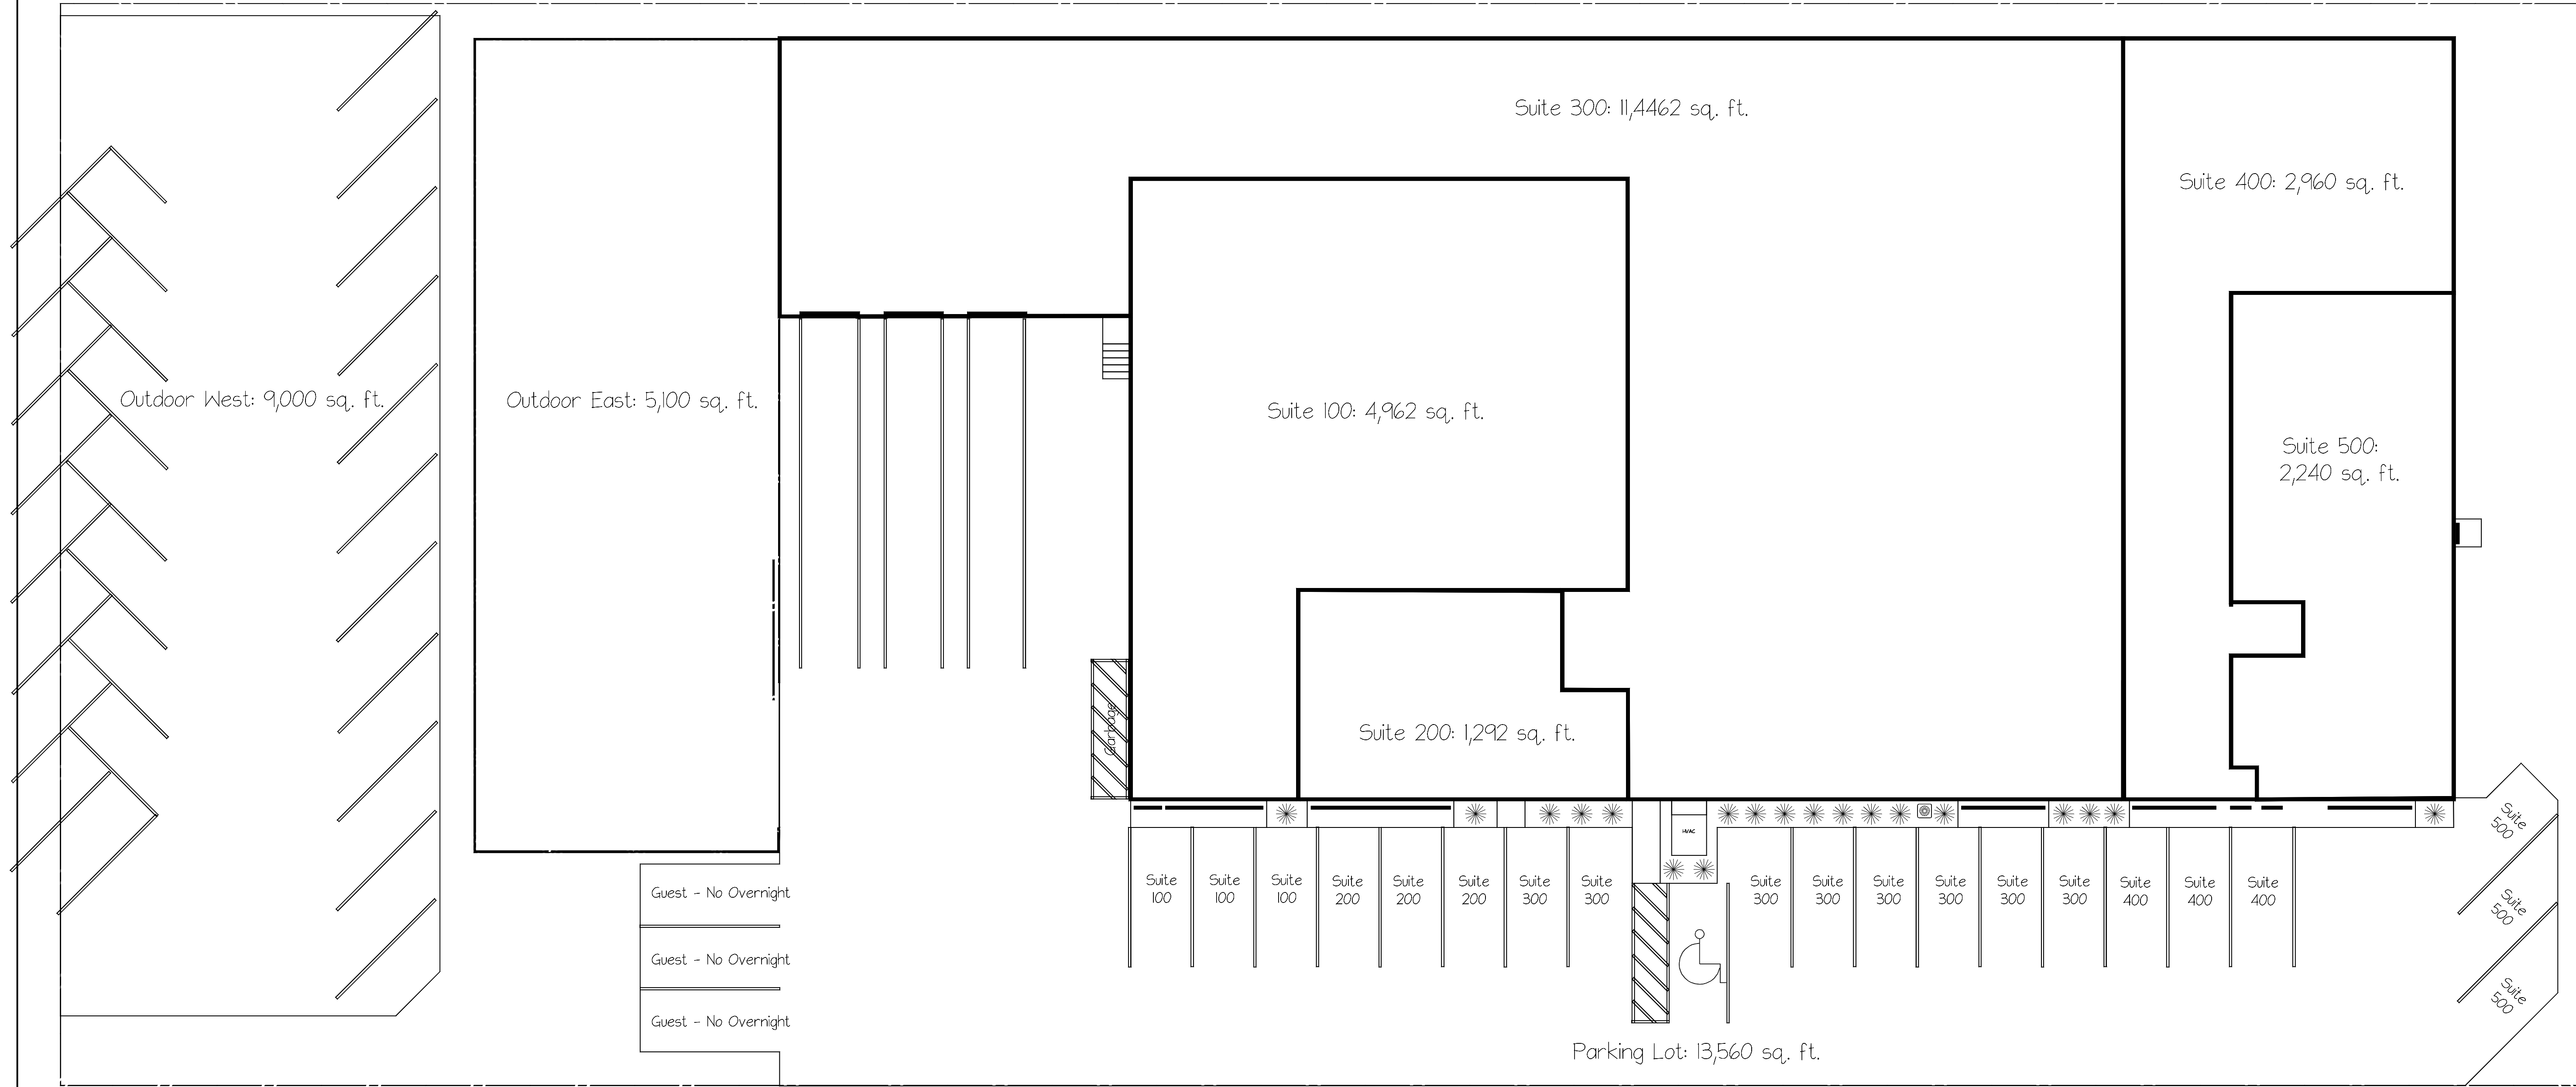 Suite 300: 11,4462 sq. ft.
Suite 400: 2,960 sq. ft.
Outdoor West: 9,000 sq. ft.
Outdoor East: 5,100 sq. ft.
Suite 100: 4,962 sq. ft.
Suite 500:
2,240 sq. ft.
Garbage
Suite 200: 1,292 sq. ft.
HVAC
Guest - No Overnight
Guest - No Overnight
Guest - No Overnight
Suite
100
Suite
100
Suite
100
Suite
200
Suite
200
Suite
200
Suite
300
Suite
300
Suite
300
Suite
300
Suite
300
Suite
300
Suite
300
Suite
300
Suite
400
Suite
400
Suite
400
Suite
500
Suite
500
Suite
500
Parking Lot: 13,560 sq. ft.